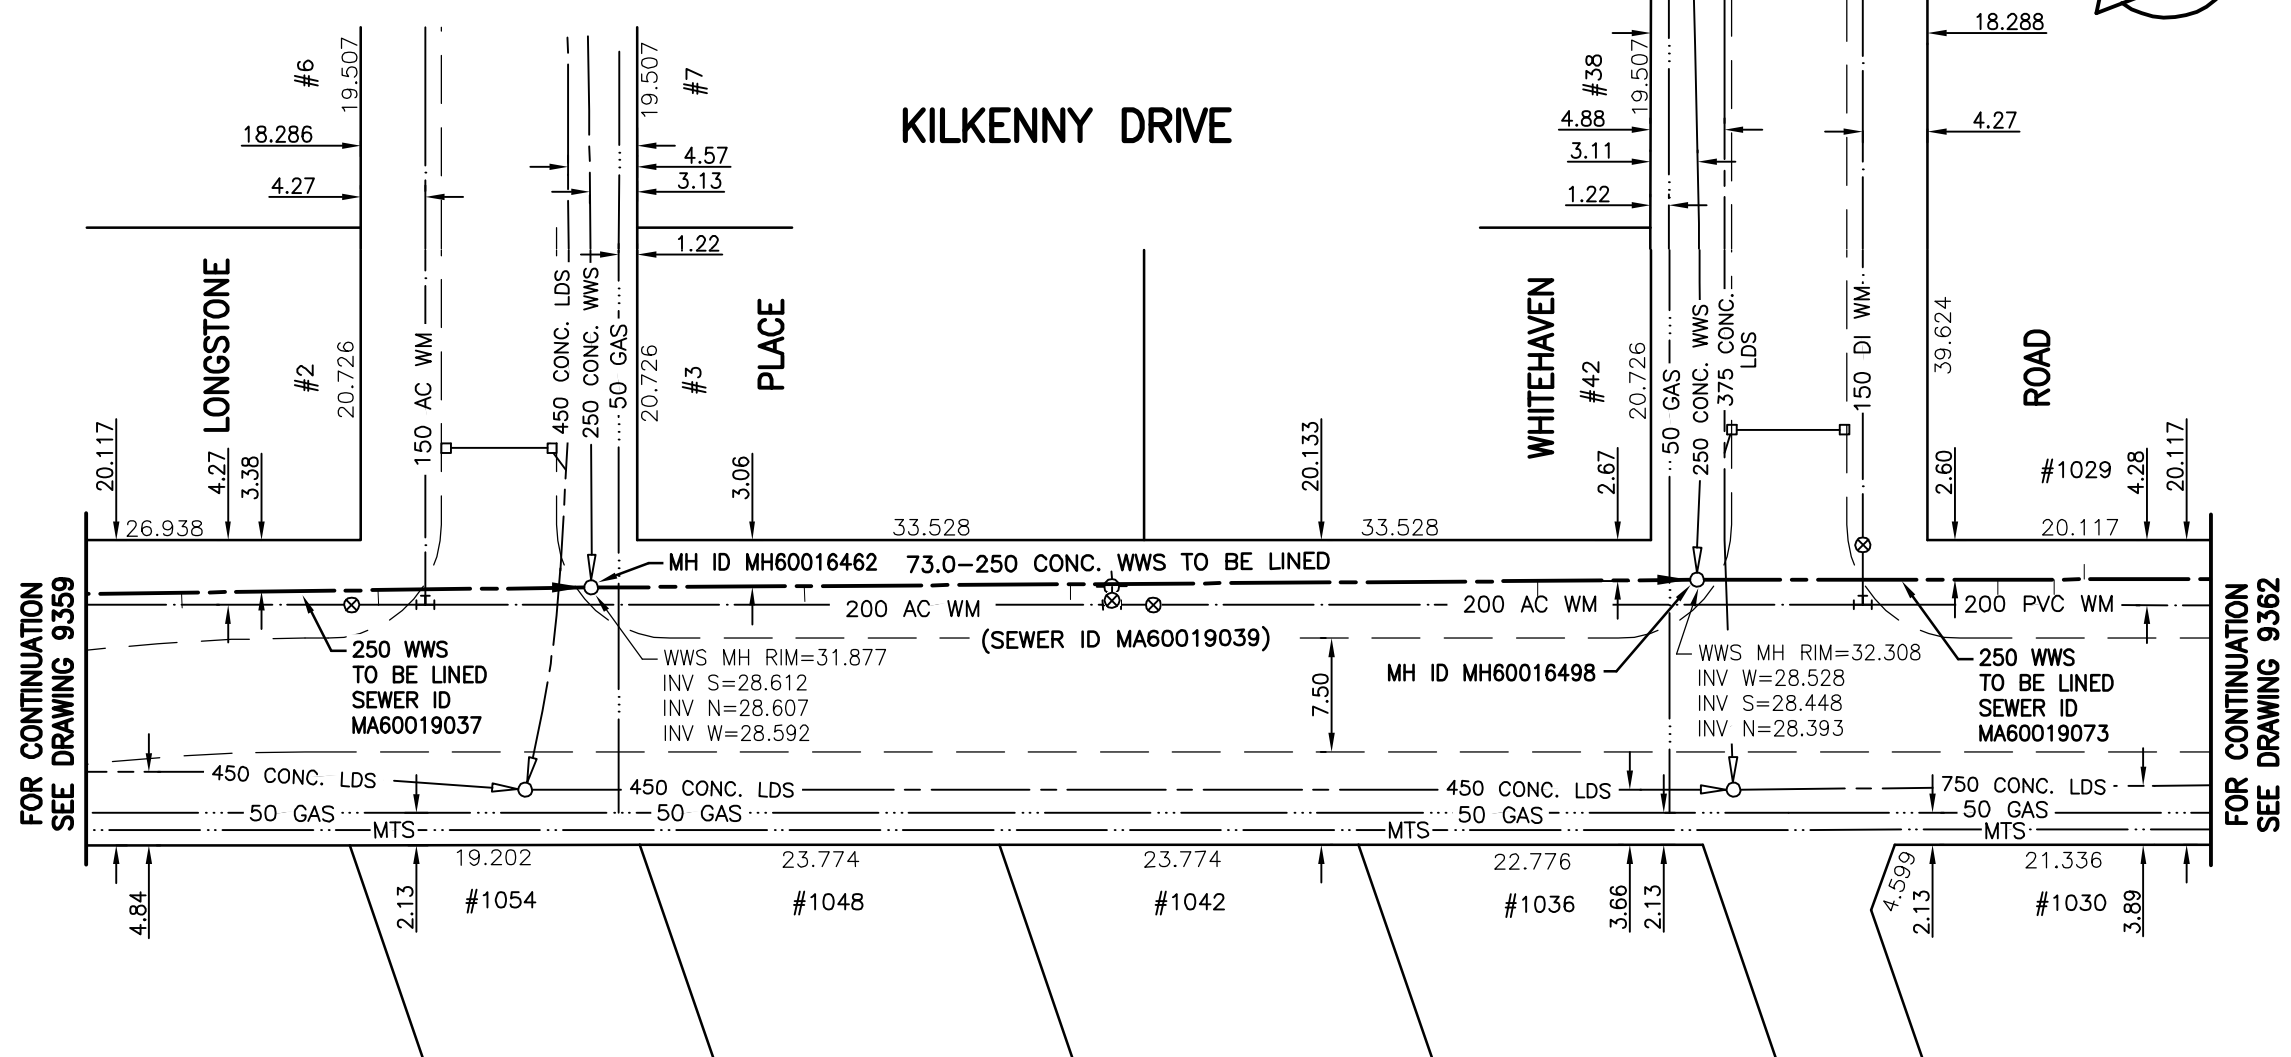 18.288
#6
19.507
19.507
#7
KILKENNY DRIVE
#38
19.507
18.286
4.57
4.88
4.27
4.27
3.13
3.11
1.22
1.22
LONGSTONE
#2
20.726
150 AC WM
450 CONC. LDS
250 CONC. WWS
50 GAS
20.726
#3
PLACE
WHITEHAVEN
#42
20.726
50 GAS
250 CONC. WWS
375 CONC.
LDS
150 DI WM
39.624
ROAD
20.117
4.27
3.38
3.06
20.133
2.67
2.60
#1029
4.28
20.117
26.938
33.528
33.528
20.117
MH ID MH60016462
73.0-250 CONC. WWS TO BE LINED
200 AC WM
200 AC WM
200 PVC WM
(SEWER ID MA60019039)
FOR CONTINUATION
SEE DRAWING 9359
250 WWS
TO BE LINED
SEWER ID
MA60019037
WWS MH RIM=31.877
INV S=28.612
INV N=28.607
INV W=28.592
7.50
MH ID MH60016498
WWS MH RIM=32.308
INV W=28.528
INV S=28.448
INV N=28.393
250 WWS
TO BE LINED
SEWER ID
MA60019073
FOR CONTINUATION
SEE DRAWING 9362
450 CONC. LDS
450 CONC. LDS
450 CONC. LDS
750 CONC. LDS
50 GAS
50 GAS
50 GAS
50 GAS
MTS
MTS
MTS
19.202
23.774
23.774
22.776
4.599
21.336
4.84
2.13
#1054
#1048
#1042
#1036
3.66
2.13
2.13
#1030
3.89